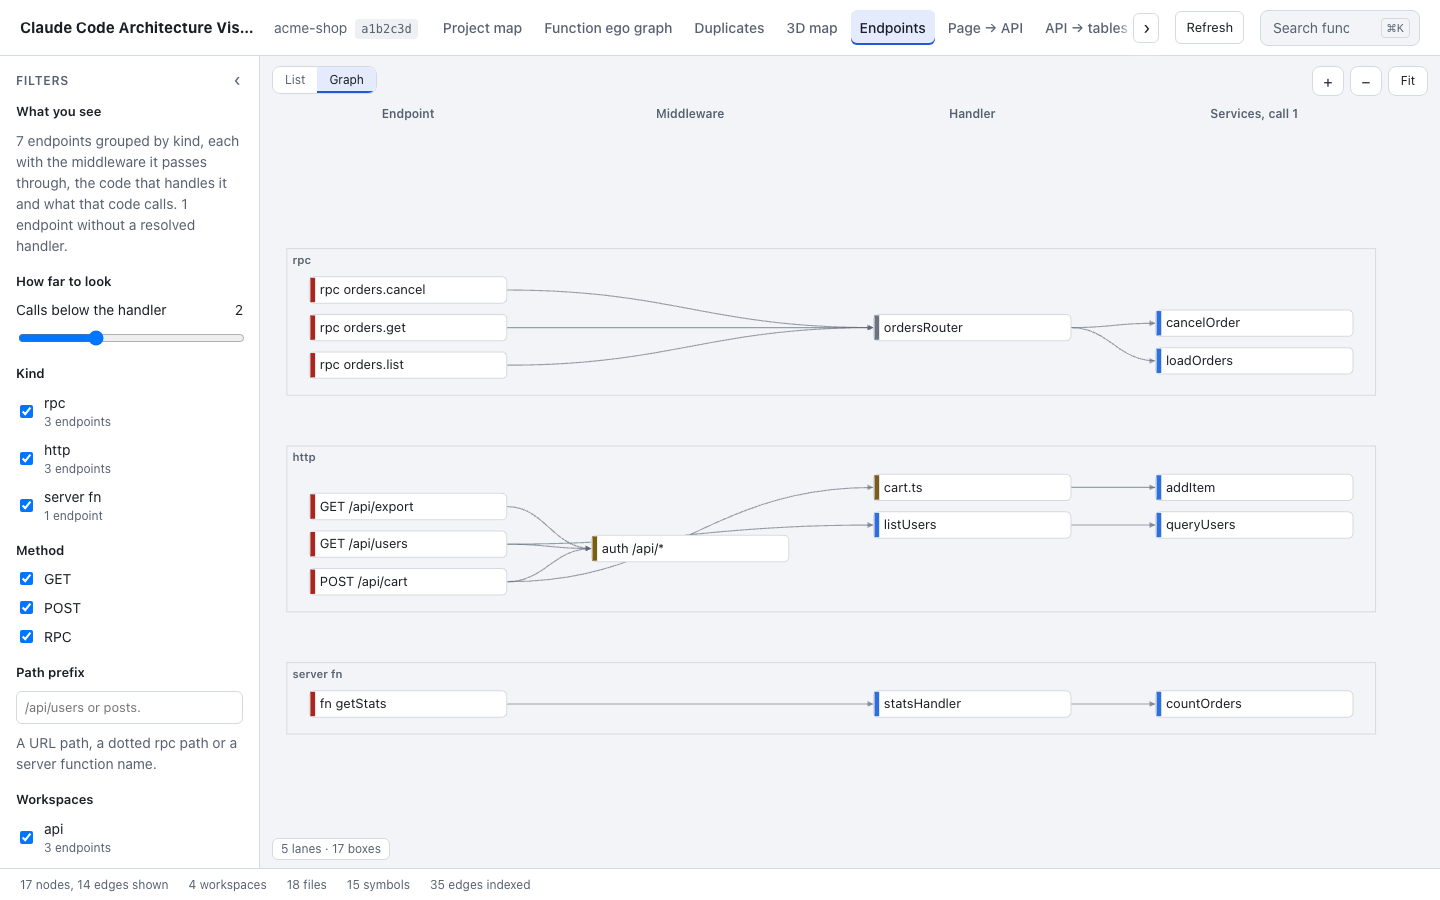 Claude Code Architecture Vis...
acme-shop a1b2c3d
Project map
Function ego graph
Duplicates
3D map
Endpoints
Page → API
API → tables
›
Refresh
Search func ⌘K
FILTERS ‹
What you see
7 endpoints grouped by kind, each
with the middleware it passes
through, the code that handles it
and what that code calls. 1
endpoint without a resolved
handler.
How far to look
Calls below the handler 2
Kind
rpc
3 endpoints
http
3 endpoints
server fn
1 endpoint
Method
GET
POST
RPC
Path prefix
/api/users or posts.
A URL path, a dotted rpc path or a
server function name.
Workspaces
api
3 endpoints
List Graph
+ − Fit
Endpoint Middleware Handler Services, call 1
rpc
rpc orders.cancel
rpc orders.get
rpc orders.list
ordersRouter
cancelOrder
loadOrders
http
GET /api/export
GET /api/users
POST /api/cart
auth /api/*
cart.ts
listUsers
addItem
queryUsers
server fn
fn getStats
statsHandler
countOrders
5 lanes · 17 boxes
17 nodes, 14 edges shown 4 workspaces 18 files 15 symbols 35 edges indexed